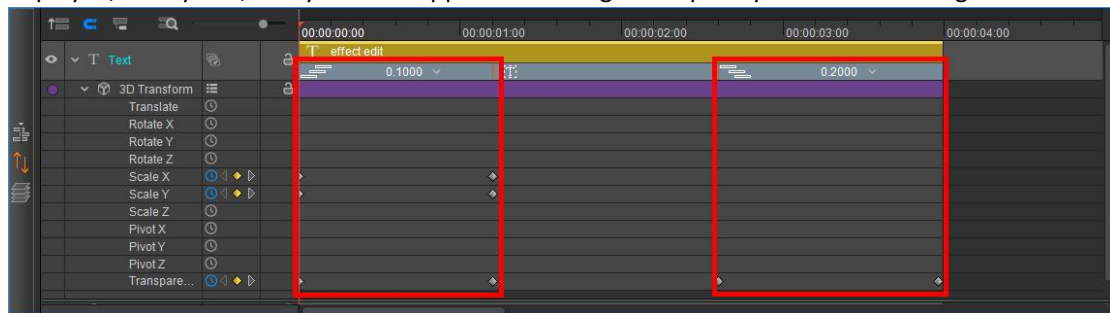 00:00:00:00 00:00:01:00 00:00:02:00 00:00:03:00 00:00:04:00
T effect edit
T Text
0.1000 0.2000
3D Transform
Translate
Rotate X
Rotate Y
Rotate Z
Scale X
Scale Y
Scale Z
Pivot X
Pivot Y
Pivot Z
Transpare...